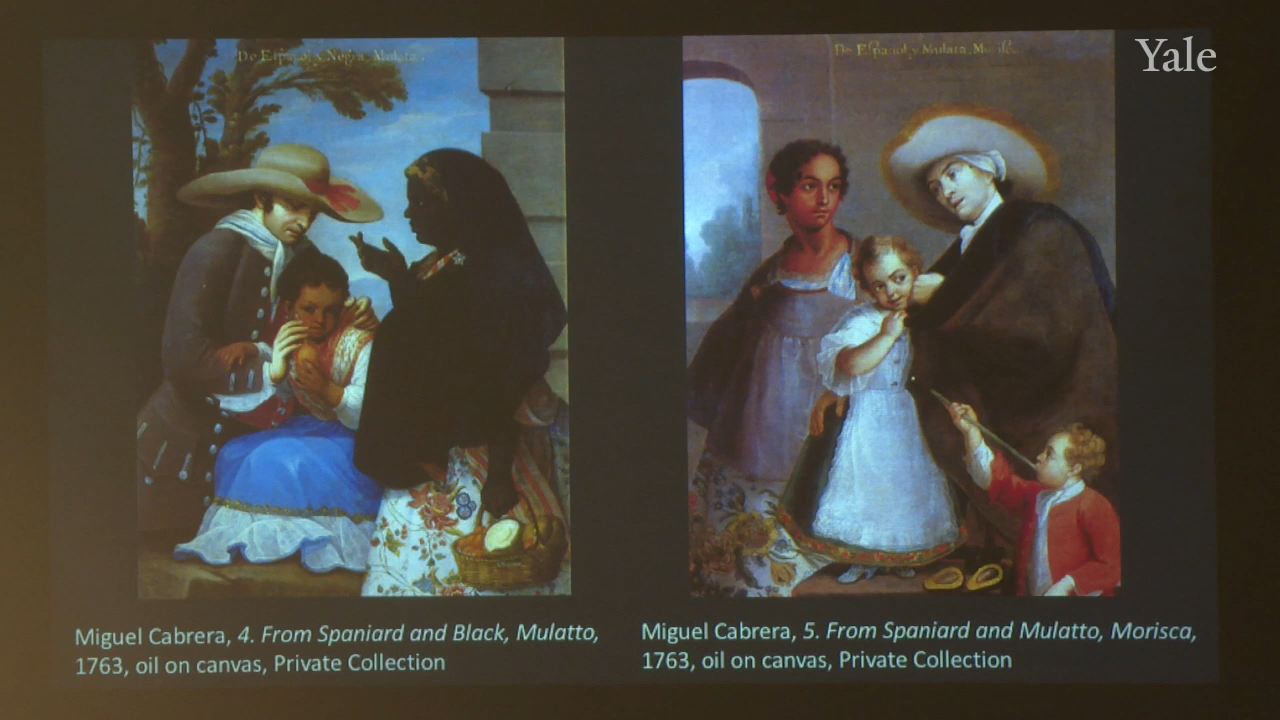 De Español y Negra, Mulata.
De Español y Mulata, Morisc
Yale
Miguel Cabrera, 4. From Spaniard and Black, Mulatto,
1763, oil on canvas, Private Collection
Miguel Cabrera, 5. From Spaniard and Mulatto, Morisca,
1763, oil on canvas, Private Collection